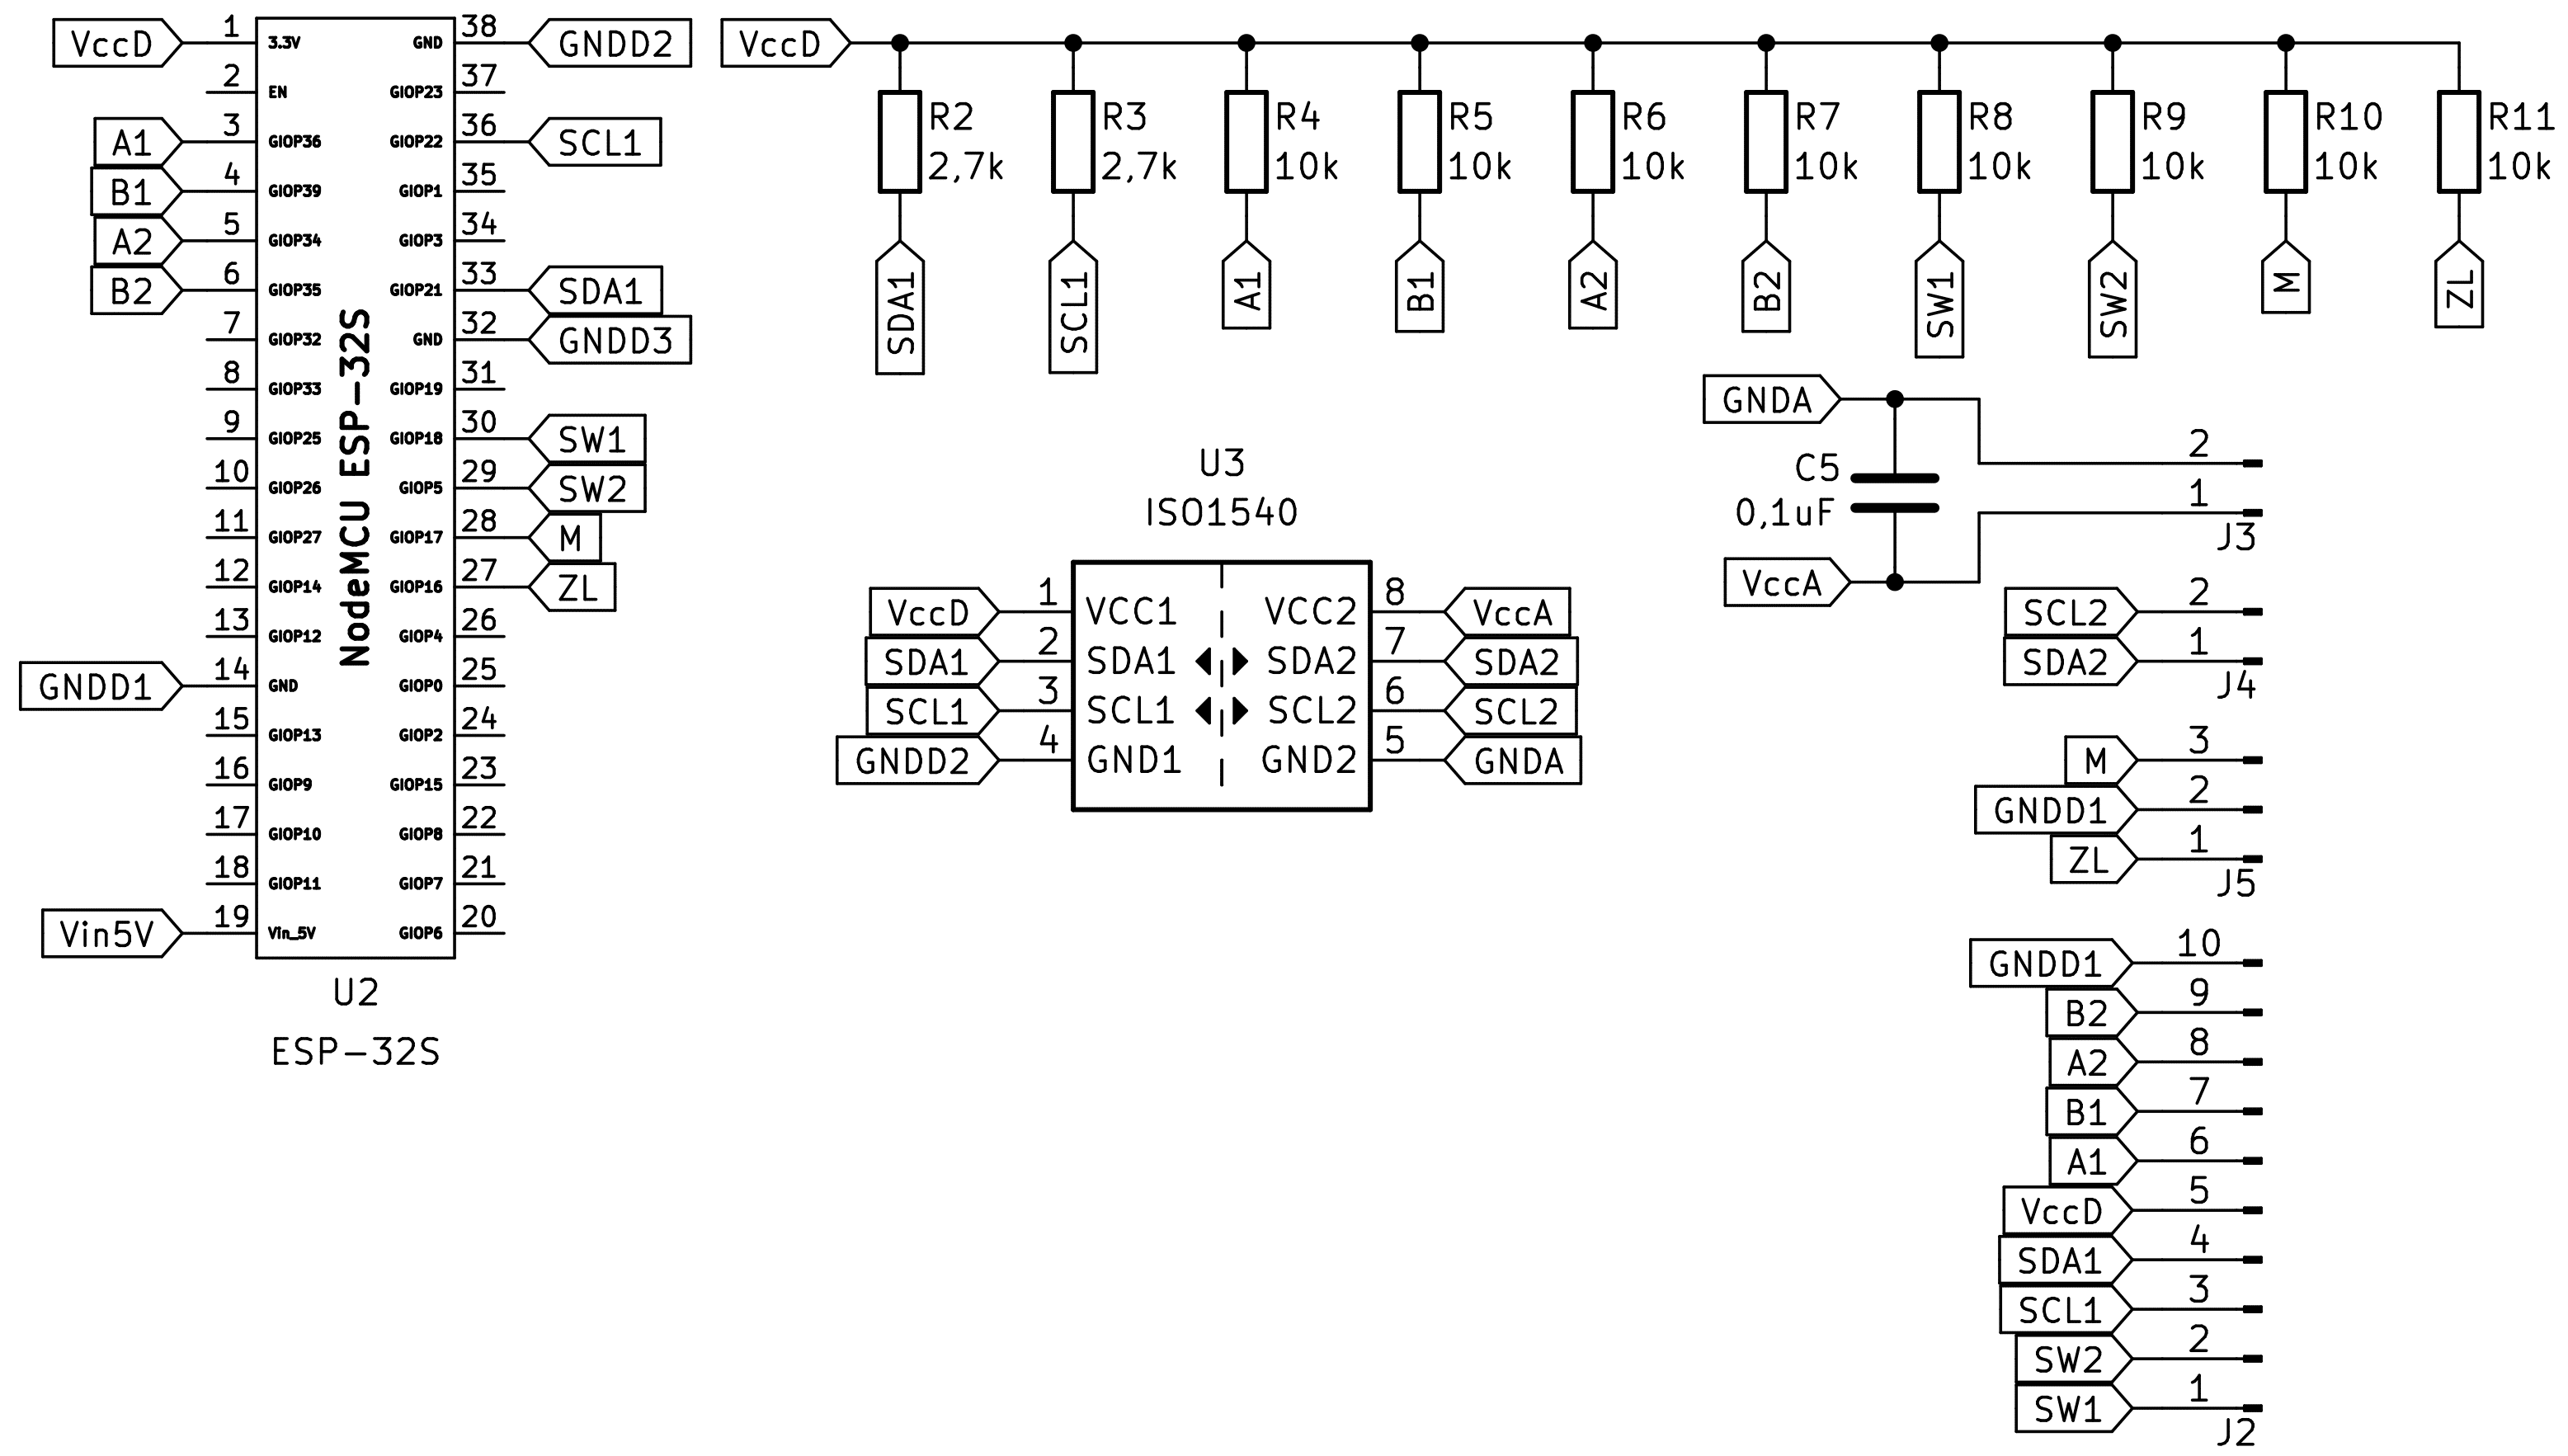 VccD 1 3.3V GND 38 GNDD2
2 EN GIOP23 37
A1 3 GIOP36 GIOP22 36 SCL1
B1 4 GIOP39 GIOP1 35
A2 5 GIOP34 GIOP3 34
B2 6 GIOP35 GIOP21 33 SDA1
7 GIOP32 GND 32 GNDD3
8 GIOP33 GIOP19 31
9 GIOP25 GIOP18 30 SW1
10 GIOP26 GIOP5 29 SW2
11 GIOP27 GIOP17 28 M
12 GIOP14 GIOP16 27 ZL
13 GIOP12 GIOP4 26
GNDD1 14 GND GIOP0 25
15 GIOP13 GIOP2 24
16 GIOP9 GIOP15 23
17 GIOP10 GIOP8 22
18 GIOP11 GIOP7 21
Vin5V 19 Vin_5V GIOP6 20
NodeMCU ESP-32S
U2
ESP-32S
VccD
R2 R3 R4 R5 R6 R7 R8 R9 R10 R11
2,7k 2,7k 10k 10k 10k 10k 10k 10k 10k 10k
SDA1 SCL1 A1 B1 A2 B2 SW1 SW2 M ZL
U3
ISO1540
VccD 1 VCC1 VCC2 8 VccA
SDA1 2 SDA1 SDA2 7 SDA2
SCL1 3 SCL1 SCL2 6 SCL2
GNDD2 4 GND1 GND2 5 GNDA
GNDA
2
C5
0,1uF
1
J3
VccA
SCL2 2
SDA2 1
J4
M 3
GNDD1 2
ZL 1
J5
GNDD1 10
B2 9
A2 8
B1 7
A1 6
VccD 5
SDA1 4
SCL1 3
SW2 2
SW1 1
J2